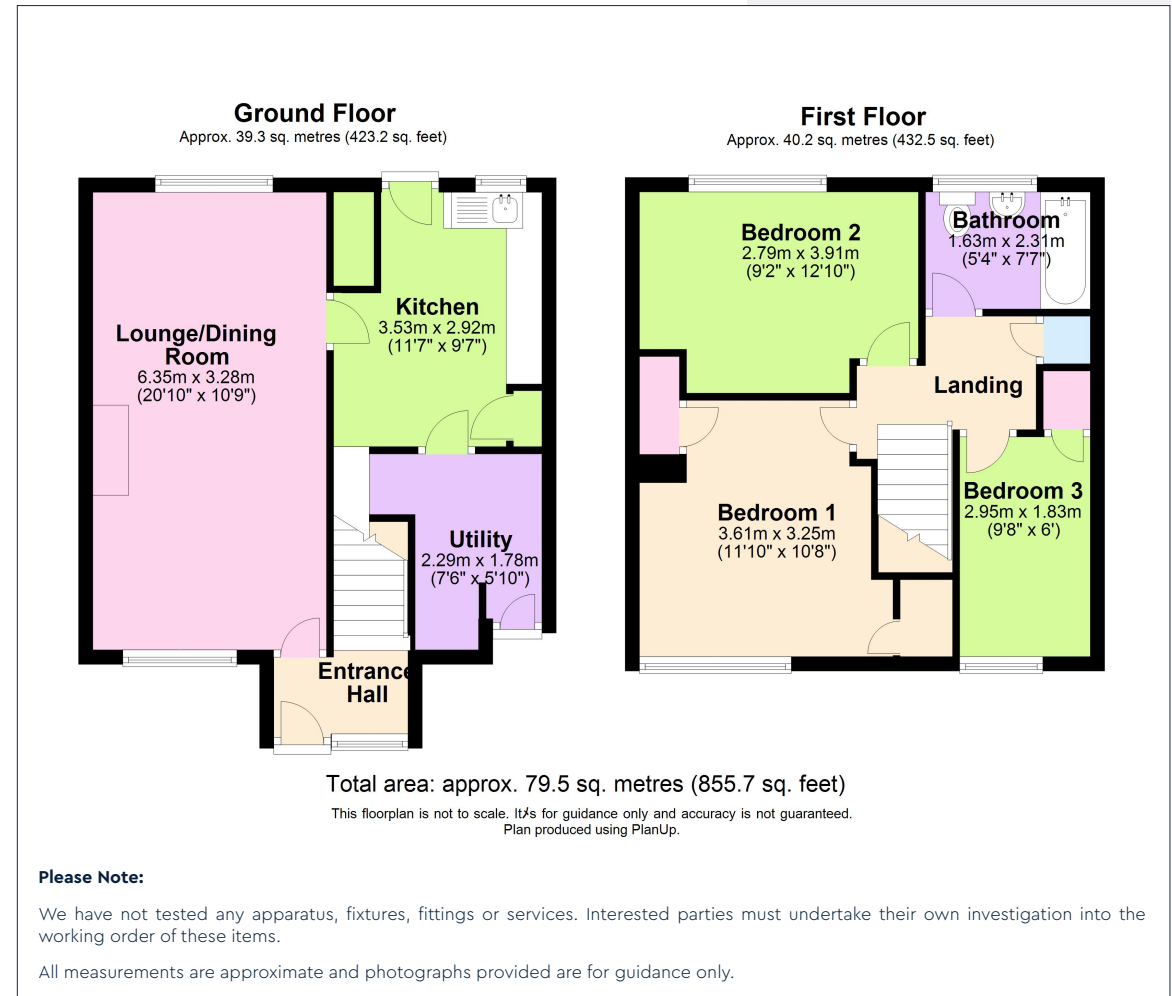 Ground Floor
Approx. 39.3 sq. metres (423.2 sq. feet)
Lounge/Dining
Room
6.35m x 3.28m
(20'10" x 10'9")
Kitchen
3.53m x 2.92m
(11'7" x 9'7")
Utility
2.29m x 1.78m
(7'6" x 5'10")
Entrance
Hall
First Floor
Approx. 40.2 sq. metres (432.5 sq. feet)
Bedroom 2
2.79m x 3.91m
(9'2" x 12'10")
Bathroom
1.63m x 2.31m
(5'4" x 7'7")
Landing
Bedroom 1
3.61m x 3.25m
(11'10" x 10'8")
Bedroom 3
2.95m x 1.83m
(9'8" x 6')
Total area: approx. 79.5 sq. metres (855.7 sq. feet)
This floorplan is not to scale. It's for guidance only and accuracy is not guaranteed.
Plan produced using PlanUp.
Please Note:
We have not tested any apparatus, fixtures, fittings or services. Interested parties must undertake their own investigation into the
working order of these items.
All measurements are approximate and photographs provided are for guidance only.